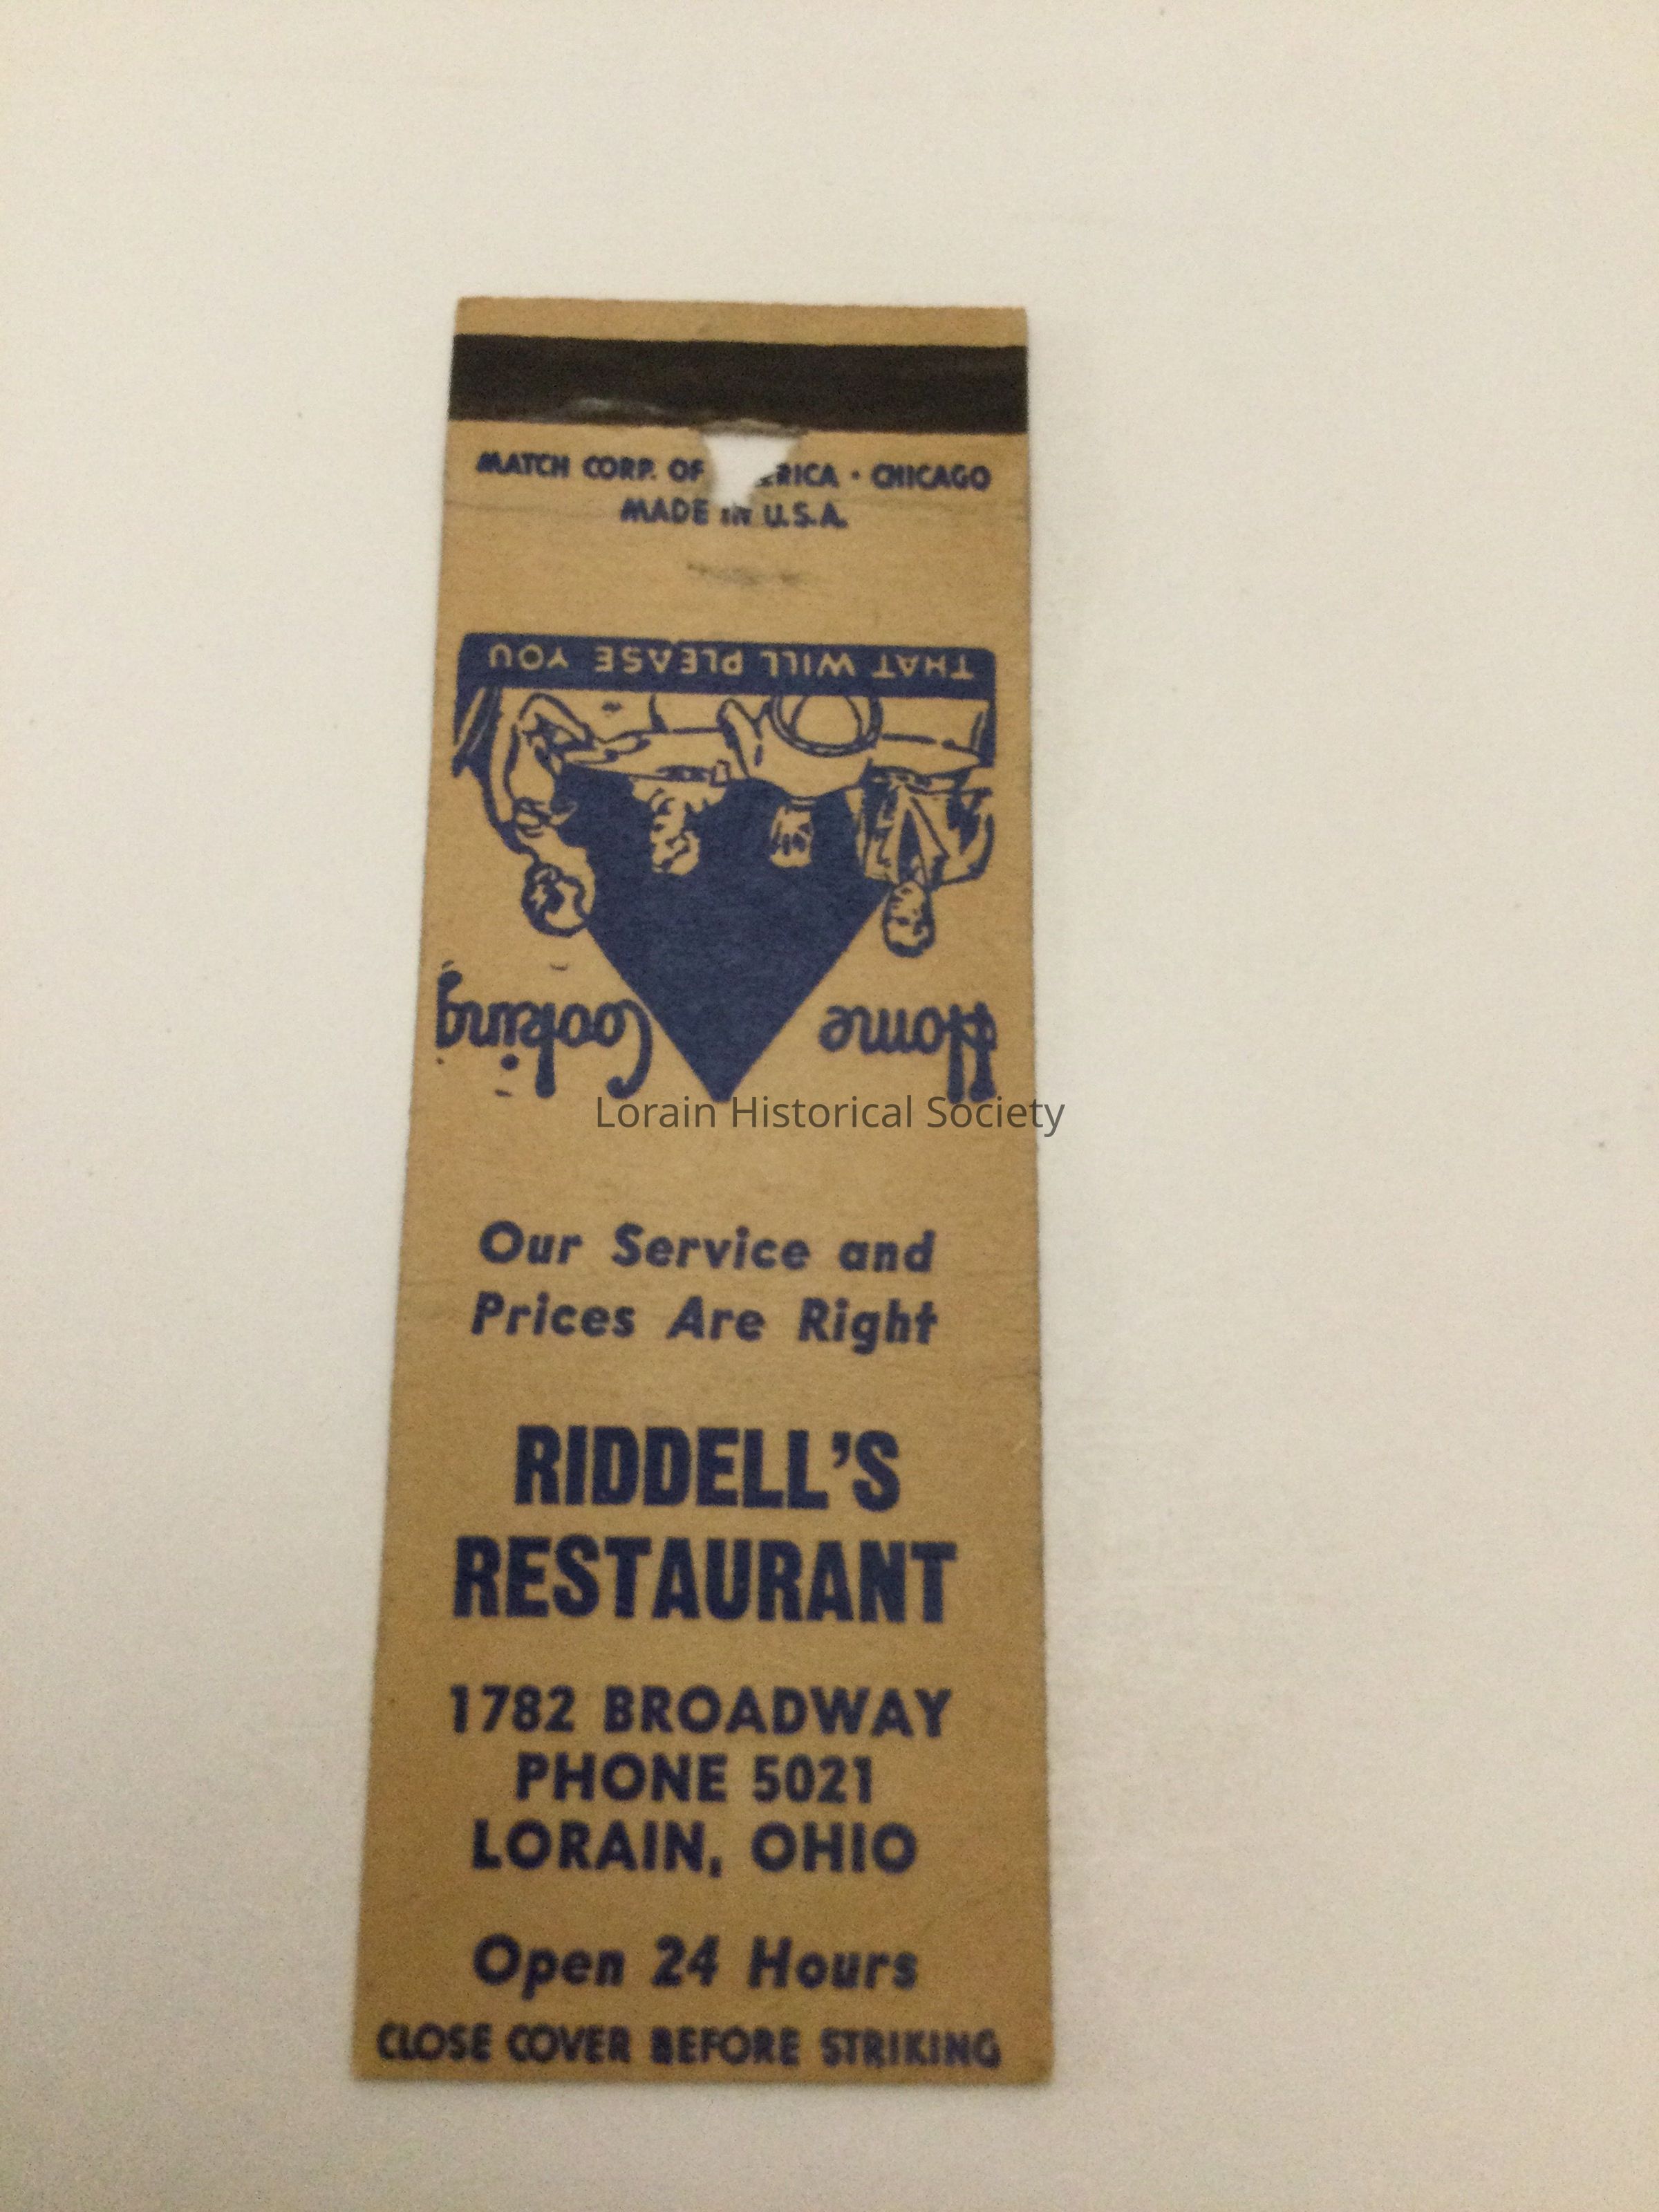 MATCH CORP. OF ERICA · CHICAGO
MADE IN U.S.A.
THAT WILL PLEASE YOU
Home Cooking
Lorain Historical Society
Our Service and
Prices Are Right
RIDDELL'S
RESTAURANT
1782 BROADWAY
PHONE 5021
LORAIN, OHIO
Open 24 Hours
CLOSE COVER BEFORE STRIKING